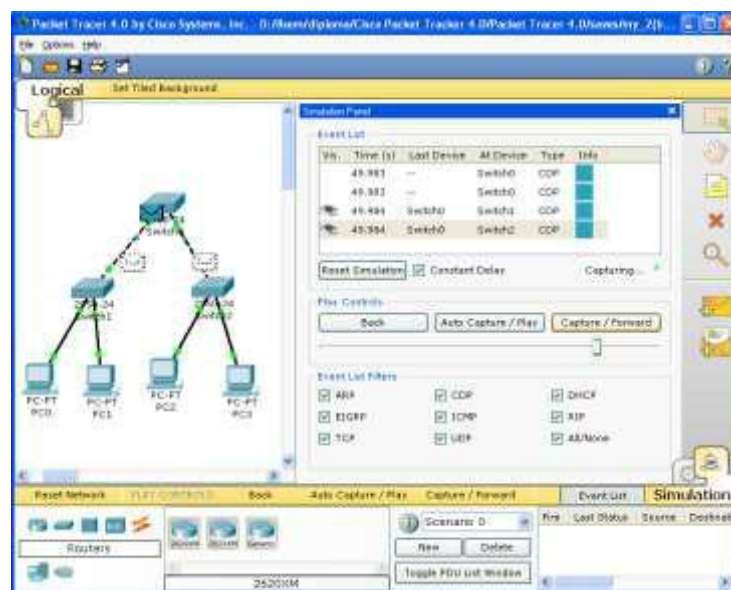 Packet Tracer 4.0 by Cisco Systems, Inc. D:/
File Options Help
Logical Set Tiled Background
Simulation Panel
Event List
Vis. Time (s) Last Device At Device Type Info
49.983 -- Switch0 CDP
49.983 -- Switch0 CDP
49.984 Switch0 Switch1 CDP
49.984 Switch0 Switch2 CDP
Reset Simulation Constant Delay Capturing...
Play Controls
Back Auto Capture / Play Capture / Forward
Event List Filters
ARP CDP DHCP
EIGRP ICMP RIP
TCP UDP All/None
Switch1
PC-PT
PC0
PC-PT
PC1
PC-PT
PC2
PC-PT
PC3
Reset Network PLAY CONTROLS: Back Auto Capture / Play Capture / Forward Event List Simulation
Routers
2620XM
Scenario 0
New Delete
Toggle PDU List Window
Fire Last Status Source Destinat